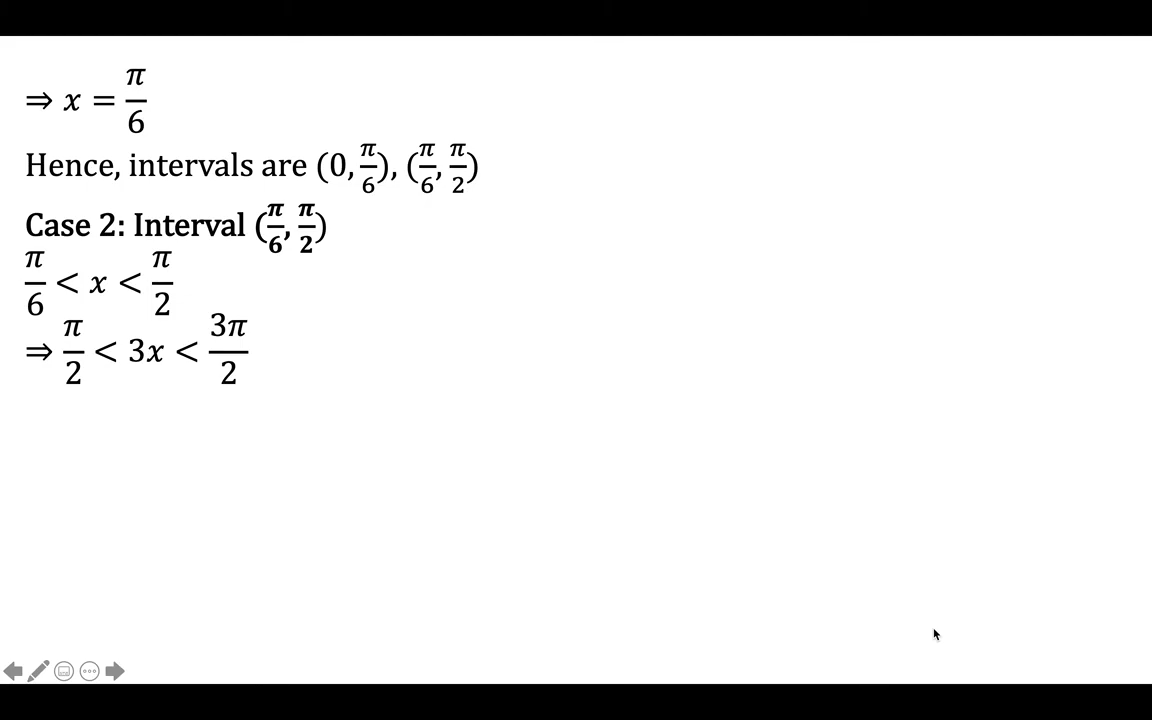 ⇒ x = π/6
Hence, intervals are (0, π/6), (π/6, π/2)
Case 2: Interval (π/6, π/2)
π/6 < x < π/2
⇒ π/2 < 3x < 3π/2